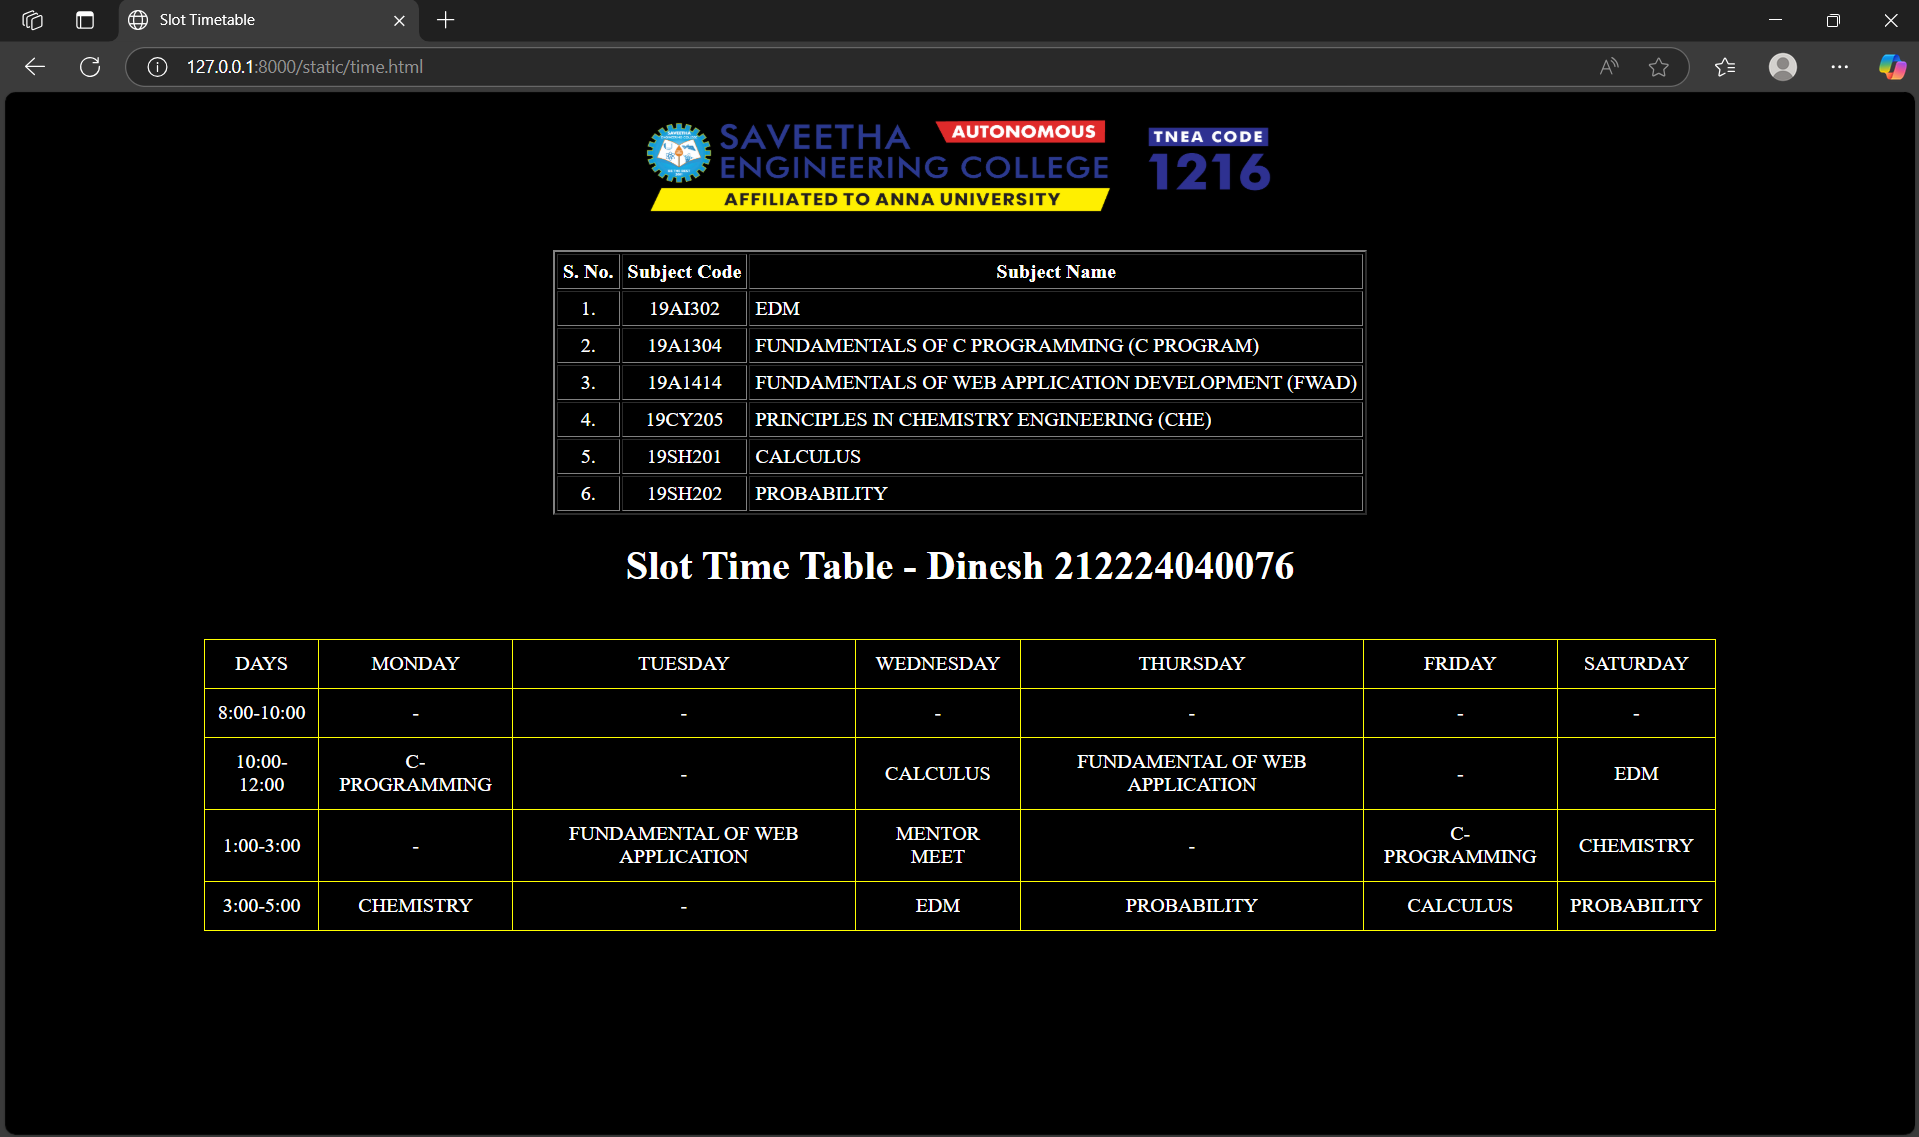 Slot Timetable
127.0.0.1:8000/static/time.html
SAVEETHA AUTONOMOUS
ENGINEERING COLLEGE
AFFILIATED TO ANNA UNIVERSITY
TNEA CODE
1216
S. No. Subject Code Subject Name
1. 19AI302 EDM
2. 19A1304 FUNDAMENTALS OF C PROGRAMMING (C PROGRAM)
3. 19A1414 FUNDAMENTALS OF WEB APPLICATION DEVELOPMENT (FWAD)
4. 19CY205 PRINCIPLES IN CHEMISTRY ENGINEERING (CHE)
5. 19SH201 CALCULUS
6. 19SH202 PROBABILITY
Slot Time Table - Dinesh 212224040076
DAYS MONDAY TUESDAY WEDNESDAY THURSDAY FRIDAY SATURDAY
8:00-10:00 - - - - - -
10:00-12:00 C-PROGRAMMING - CALCULUS FUNDAMENTAL OF WEB APPLICATION - EDM
1:00-3:00 - FUNDAMENTAL OF WEB APPLICATION MENTOR MEET - C-PROGRAMMING CHEMISTRY
3:00-5:00 CHEMISTRY - EDM PROBABILITY CALCULUS PROBABILITY